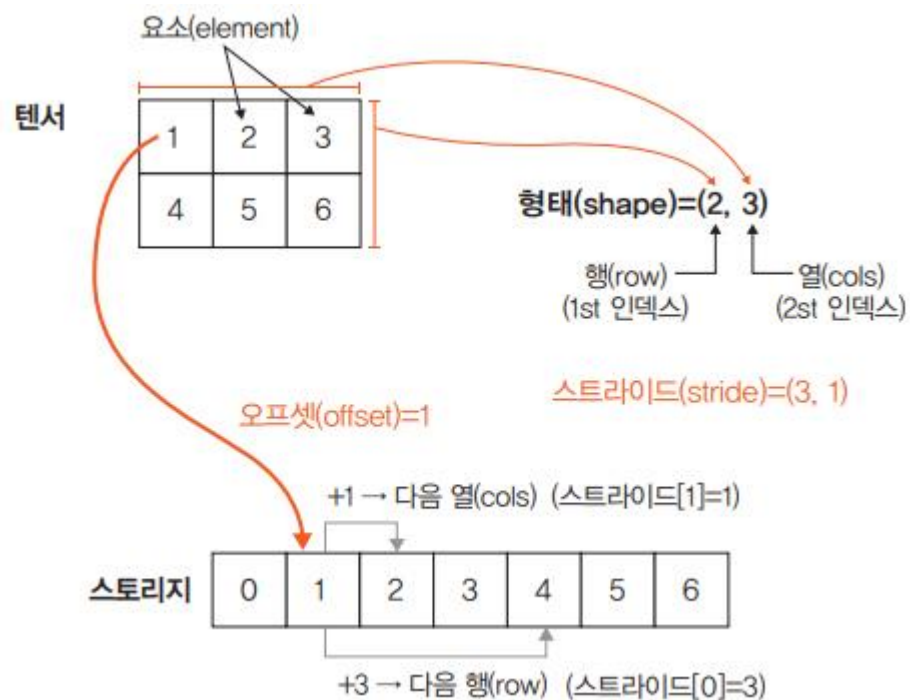 요소(element)
텐서
1 2 3
4 5 6
형태(shape)=(2, 3)
행(row) 열(cols)
(1st 인덱스) (2st 인덱스)
스트라이드(stride)=(3, 1)
오프셋(offset)=1
+1 → 다음 열(cols) (스트라이드[1]=1)
스토리지 0 1 2 3 4 5 6
+3 → 다음 행(row) (스트라이드[0]=3)